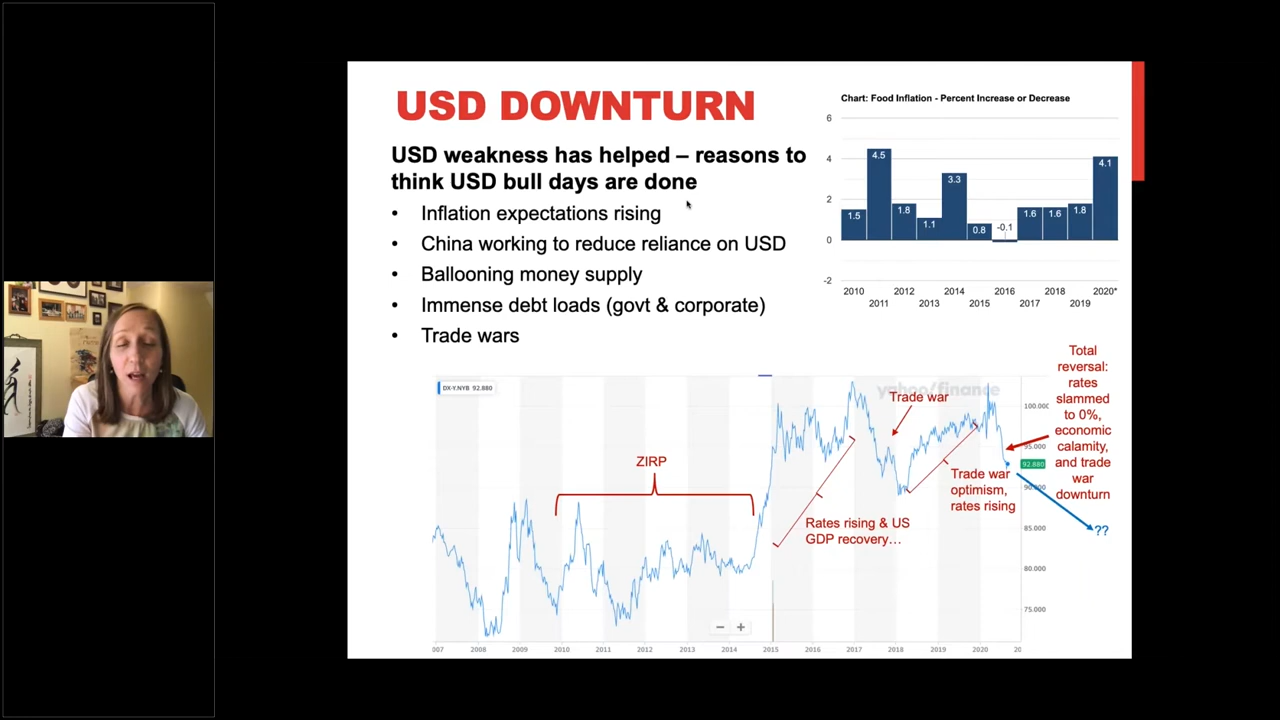 USD DOWNTURN
USD weakness has helped – reasons to
think USD bull days are done
• Inflation expectations rising
• China working to reduce reliance on USD
• Ballooning money supply
• Immense debt loads (govt & corporate)
• Trade wars
Chart: Food Inflation - Percent Increase or Decrease
6
4
2
0
-2
1.5
4.5
1.8
1.1
3.3
0.8
-0.1
1.6
1.6
1.8
4.1
2010 2012 2014 2016 2018 2020*
2011 2013 2015 2017 2019
DX-Y.NYB 92.880
yahoo/finance
ZIRP
Trade war
Rates rising & US
GDP recovery…
Trade war
optimism,
rates rising
Total
reversal:
rates
slammed
to 0%,
economic
calamity,
and trade
war
downturn
??
100.000
95.000
92.880
90.000
85.000
80.000
75.000
− +
007 2008 2009 2010 2011 2012 2013 2014 2015 2016 2017 2018 2019 2020 20